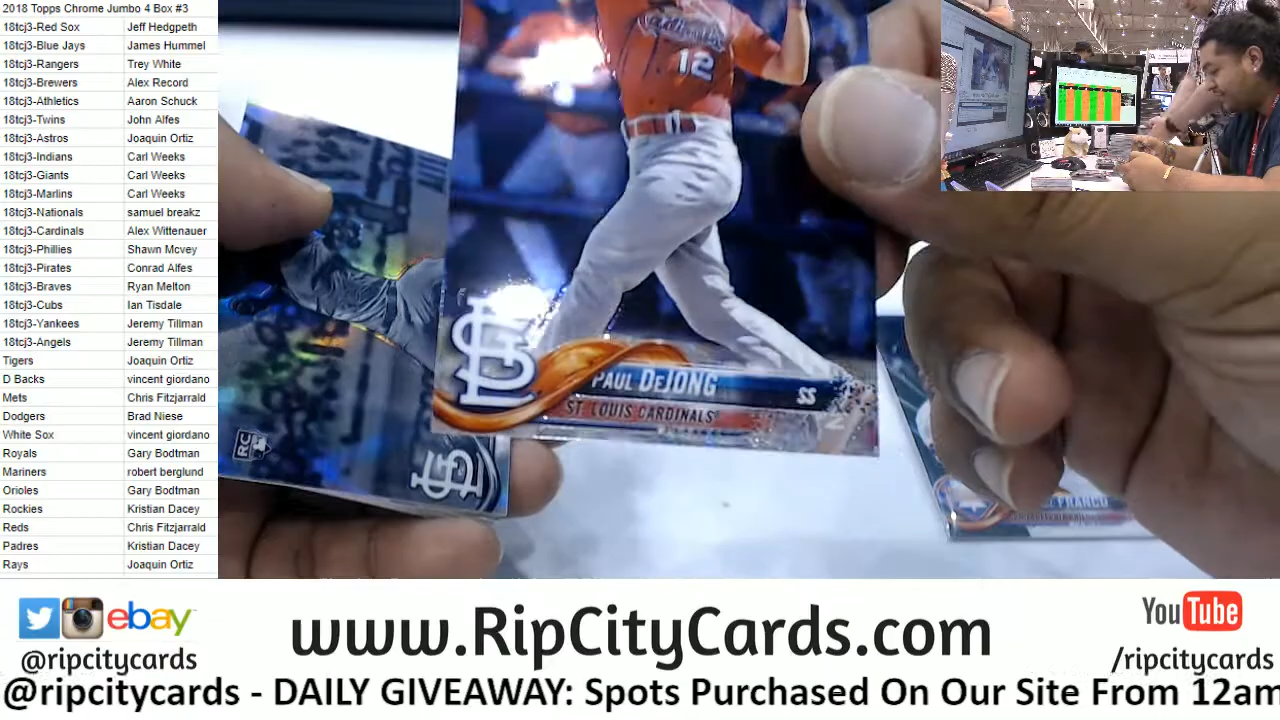 2018 Topps Chrome Jumbo 4 Box #3
18tcj3-Red Sox Jeff Hedgpeth
18tcj3-Blue Jays James Hummel
18tcj3-Rangers Trey White
18tcj3-Brewers Alex Record
18tcj3-Athletics Aaron Schuck
18tcj3-Twins John Alfes
18tcj3-Astros Joaquin Ortiz
18tcj3-Indians Carl Weeks
18tcj3-Giants Carl Weeks
18tcj3-Marlins Carl Weeks
18tcj3-Nationals samuel breakz
18tcj3-Cardinals Alex Wittenauer
18tcj3-Phillies Shawn Mcvey
18tcj3-Pirates Conrad Alfes
18tcj3-Braves Ryan Melton
18tcj3-Cubs Ian Tisdale
18tcj3-Yankees Jeremy Tillman
18tcj3-Angels Jeremy Tillman
Tigers Joaquin Ortiz
D Backs vincent giordano
Mets Chris Fitzjarrald
Dodgers Brad Niese
White Sox vincent giordano
Royals Gary Bodtman
Mariners robert berglund
Orioles Gary Bodtman
Rockies Kristian Dacey
Reds Chris Fitzjarrald
Padres Kristian Dacey
Rays Joaquin Ortiz
Cardinals
12
STL
PAUL DeJONG
SS
ST. LOUIS CARDINALS
RC
STL
FRANCO
ebay
@ripcitycards
www.RipCityCards.com
YouTube
/ripcitycards
@ripcitycards - DAILY GIVEAWAY: Spots Purchased On Our Site From 12am